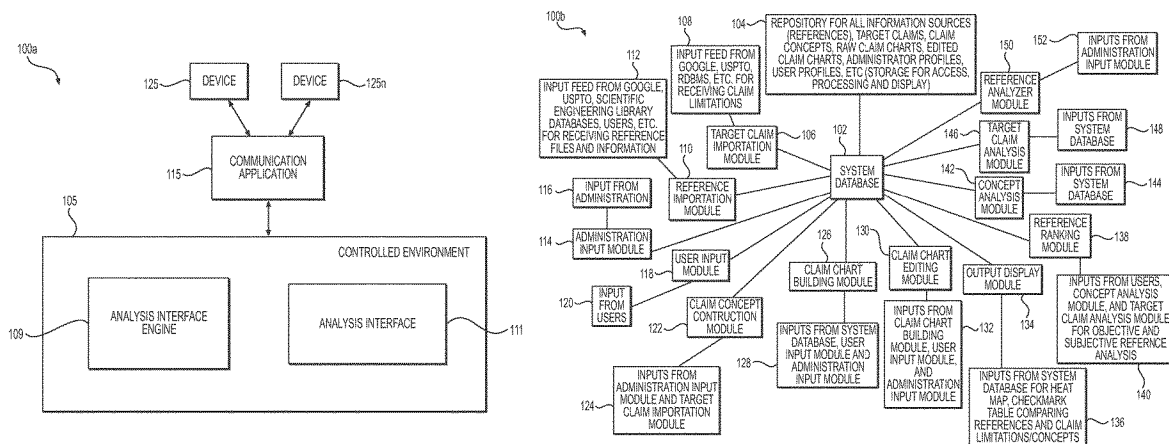 100a
125
DEVICE
DEVICE
125n
115
COMMUNICATION
APPLICATION
105
CONTROLLED ENVIRONMENT
109
ANALYSIS INTERFACE
ENGINE
ANALYSIS INTERFACE
111
100b
112
INPUT FEED FROM
GOOGLE, USPTO,
SCIENTIFIC
ENGINEERING LIBRARY
DATABASES, USERS, ETC.
FOR RECEIVING REFERENCE
FILES AND INFORMATION
108
INPUT FEED FROM
GOOGLE, USPTO,
RDBMS, ETC. FOR
RECEIVING CLAIM
LIMITATIONS
104
REPOSITORY FOR ALL INFORMATION SOURCES
(REFERENCES), TARGET CLAIMS, CLAIM
CONCEPTS, RAW CLAIM CHARTS, EDITED
CLAIM CHARTS, ADMINISTRATOR PROFILES,
USER PROFILES, ETC (STORAGE FOR ACCESS,
PROCESSING AND DISPLAY)
150
REFERENCE
ANALYZER
MODULE
152
INPUTS FROM
ADMINISTRATION
INPUT MODULE
TARGET CLAIM
IMPORTATION
MODULE
106
110
REFERENCE
IMPORTATION
MODULE
102
SYSTEM
DATABASE
146
TARGET
CLAIM
ANALYSIS
MODULE
INPUTS FROM
SYSTEM
DATABASE
148
142
CONCEPT
ANALYSIS
MODULE
INPUTS FROM
SYSTEM
DATABASE
144
116
INPUT FROM
ADMINISTRATION
114
ADMINISTRATION
INPUT MODULE
118
USER INPUT
MODULE
120
INPUT
FROM
USERS
122
CLAIM CONCEPT
CONTRUCTION
MODULE
124
INPUTS FROM
ADMINISTRATION INPUT
MODULE AND TARGET
CLAIM IMPORTATION
MODULE
126
CLAIM CHART
BUILDING MODULE
128
INPUTS FROM SYSTEM
DATABASE, USER INPUT
MODULE AND
ADMINISTRATION
INPUT MODULE
130
CLAIM CHART
EDITING MODULE
132
INPUTS FROM CLAIM
CHART BUILDING
MODULE, USER
INPUT MODULE,
AND
ADMINISTRATION
INPUT MODULE
OUTPUT DISPLAY
MODULE
134
INPUTS FROM SYSTEM
DATABASE FOR HEAT
MAP, CHECKMARK
TABLE COMPARING
REFERENCES AND CLAIM
LIMITATIONS/CONCEPTS
136
REFERENCE
RANKING
MODULE
138
INPUTS FROM USERS,
CONCEPT ANALYSIS
MODULE, AND TARGET
CLAIM ANALYSIS MODULE
FOR OBJECTIVE AND
SUBJECTIVE REFERENCE
ANALYSIS
140